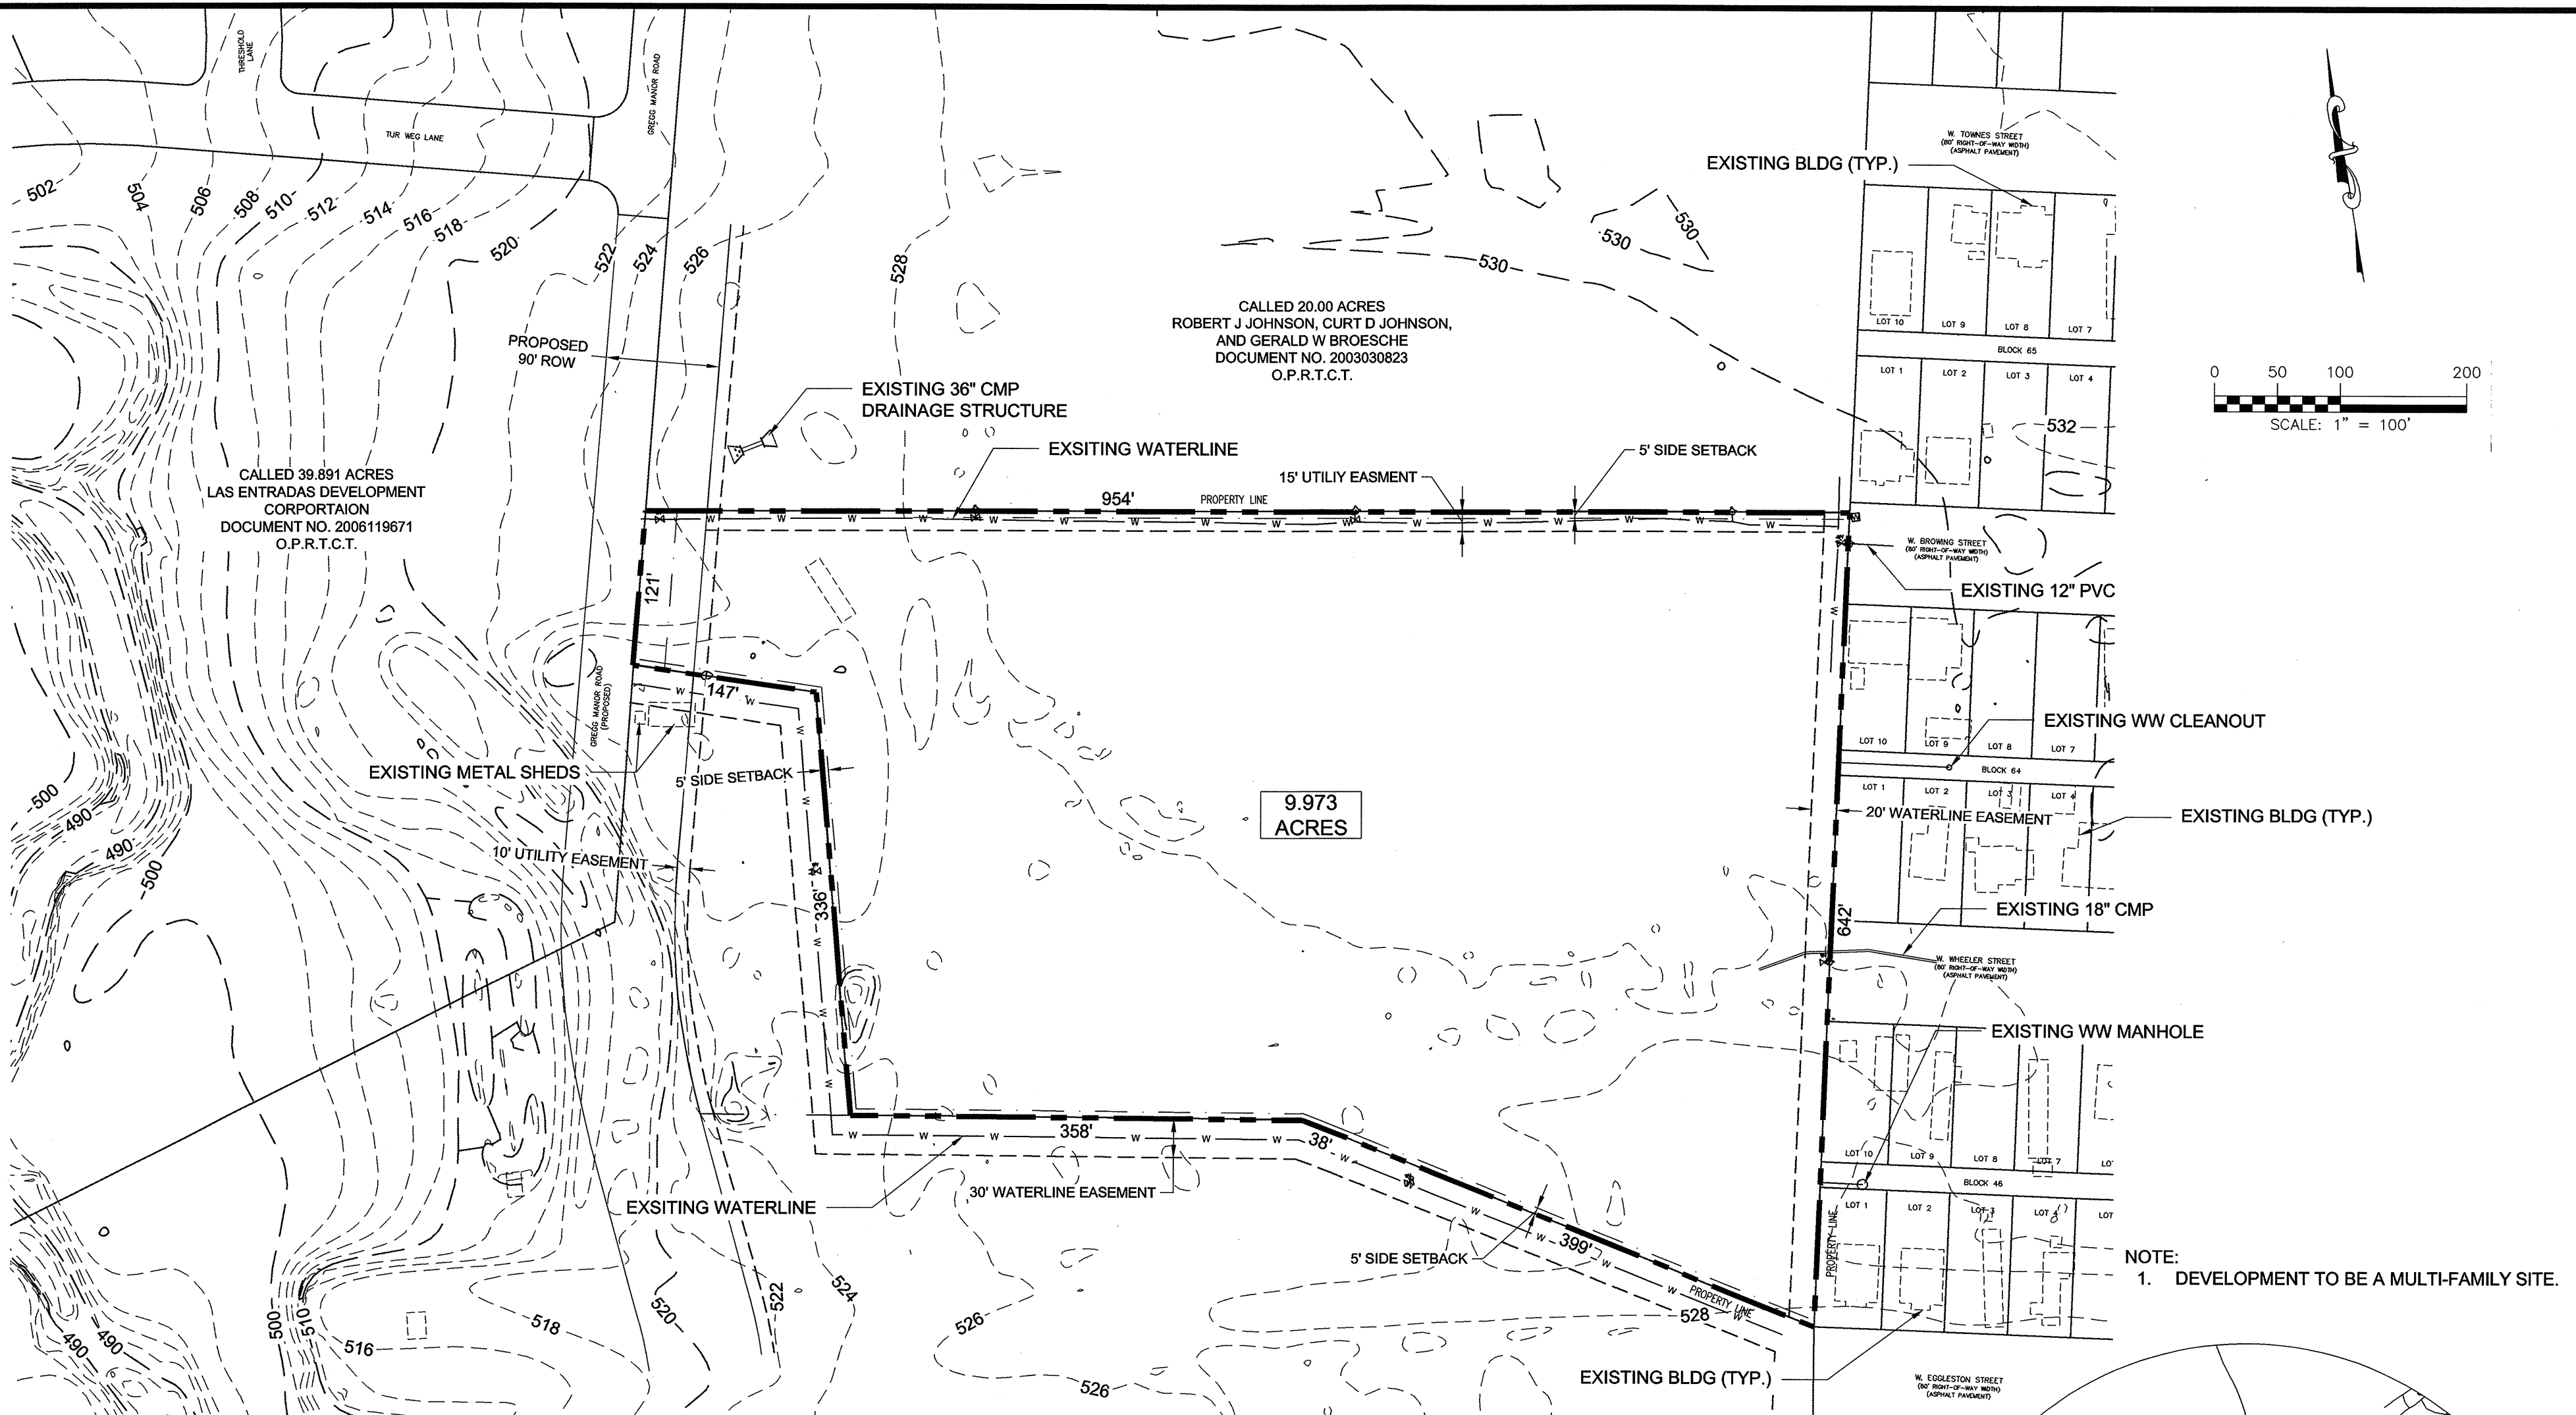 THRESHOLD
LANE
GREGG MANOR ROAD
TUR WEG LANE
502
504
506
508
510
512
514
516
518
520
522
524
526
528
530
530
530
W. TOWNES STREET
(80' RIGHT-OF-WAY WIDTH)
(ASPHALT PAVEMENT)
EXISTING BLDG (TYP.)
LOT 10
LOT 9
LOT 8
LOT 7
BLOCK 65
LOT 1
LOT 2
LOT 3
LOT 4
532
0 50 100 200
SCALE: 1" = 100'
CALLED 20.00 ACRES
ROBERT J JOHNSON, CURT D JOHNSON,
AND GERALD W BROESCHE
DOCUMENT NO. 2003030823
O.P.R.T.C.T.
PROPOSED
90' ROW
EXISTING 36" CMP
DRAINAGE STRUCTURE
EXSITING WATERLINE
15' UTILIY EASMENT
5' SIDE SETBACK
CALLED 39.891 ACRES
LAS ENTRADAS DEVELOPMENT
CORPORTAION
DOCUMENT NO. 2006119671
O.P.R.T.C.T.
954'
PROPERTY LINE
W W W W W W W W W W W W W W W W
121'
W. BROWING STREET
(80' RIGHT-OF-WAY WIDTH)
(ASPHALT PAVEMENT)
EXISTING 12" PVC
W
GREGG MANOR ROAD
(PROPOSED)
147'
W W
EXISTING METAL SHEDS
5' SIDE SETBACK
EXISTING WW CLEANOUT
LOT 10
LOT 9
LOT 8
LOT 7
BLOCK 64
LOT 1
LOT 2
LOT 3
LOT 4
9.973
ACRES
20' WATERLINE EASEMENT
EXISTING BLDG (TYP.)
500
490
490
500
10' UTILITY EASEMENT
336'
W W W W W W
642'
EXISTING 18" CMP
W. WHEELER STREET
(80' RIGHT-OF-WAY WIDTH)
(ASPHALT PAVEMENT)
EXISTING WW MANHOLE
358'
W W W W W W W
38'
EXSITING WATERLINE
30' WATERLINE EASEMENT
LOT 10
LOT 9
LOT 8
LOT 7
LO
BLOCK 46
LOT 1
LOT 2
LOT 3
LOT 4
LOT
PROPERTY LINE
5' SIDE SETBACK
399'
W W W W W W
PROPERTY LINE
NOTE:
1. DEVELOPMENT TO BE A MULTI-FAMILY SITE.
490
490
500
510
516
518
520
522
524
526
526
528
EXISTING BLDG (TYP.)
W. EGGLESTON STREET
(80' RIGHT-OF-WAY WIDTH)
(ASPHALT PAVEMENT)